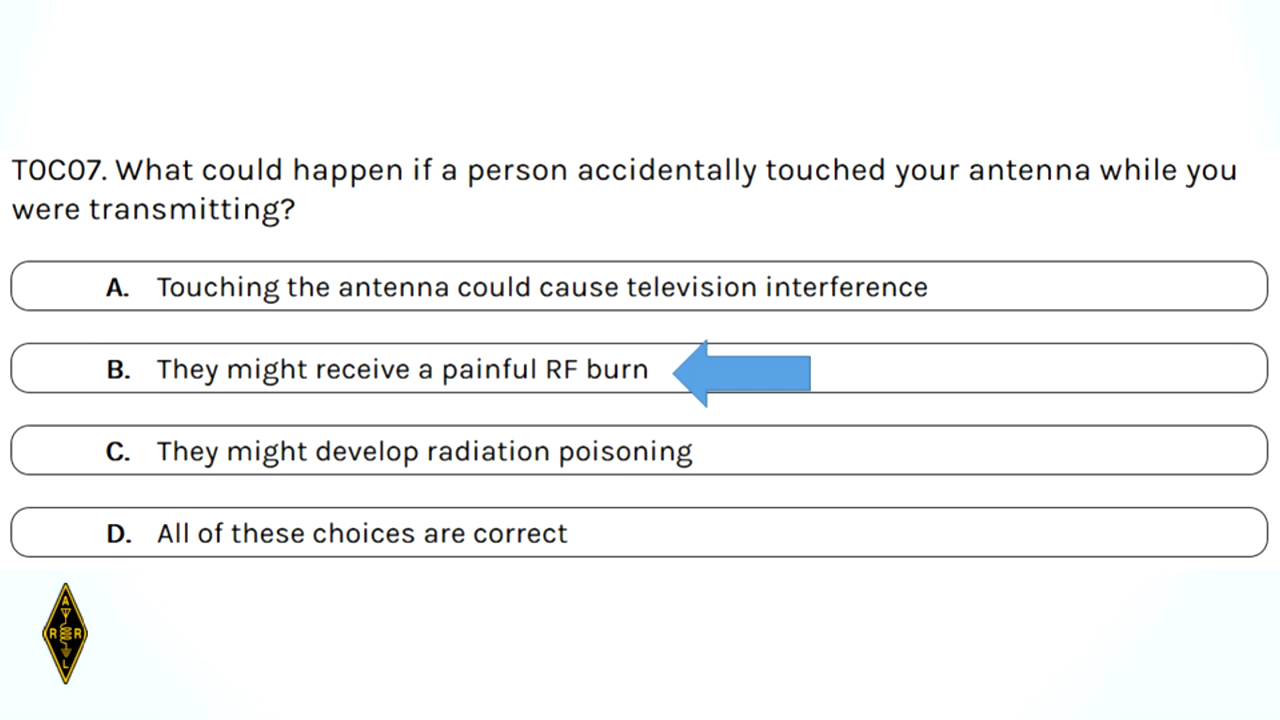 T0C07. What could happen if a person accidentally touched your antenna while you
were transmitting?
A. Touching the antenna could cause television interference
B. They might receive a painful RF burn
C. They might develop radiation poisoning
D. All of these choices are correct
A
R R
L